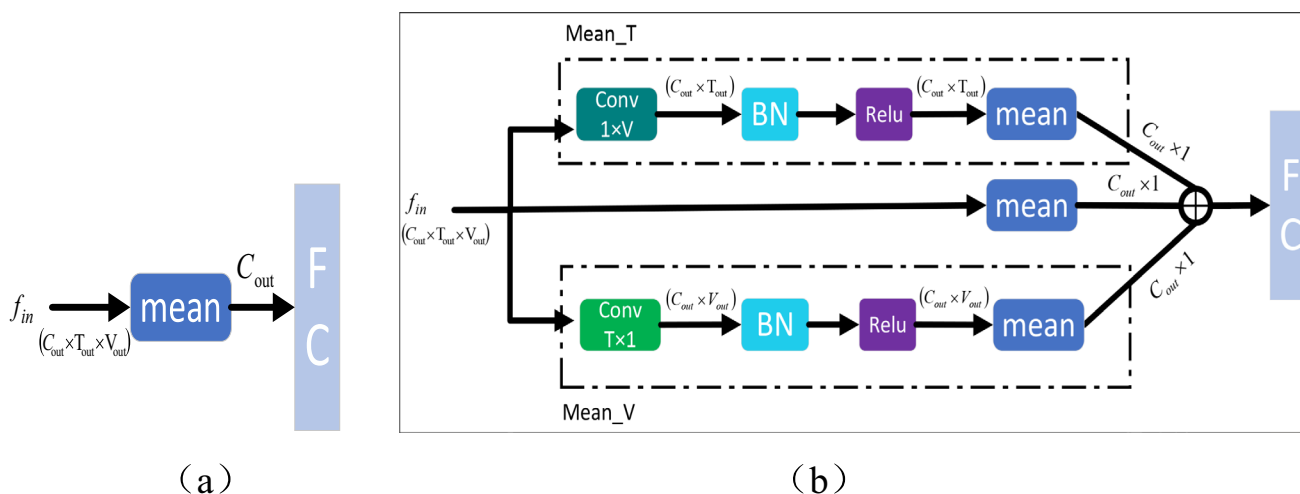 f_in
(C_out×T_out×V_out)
mean
C_out
F
C
(a)
Mean_T
Conv
1×V
(C_out×T_out)
BN
Relu
(C_out×T_out)
mean
C_out×1
f_in
(C_out×T_out×V_out)
mean
C_out×1
F
C
Conv
T×1
(C_out×V_out)
BN
Relu
(C_out×V_out)
mean
C_out×1
Mean_V
(b)